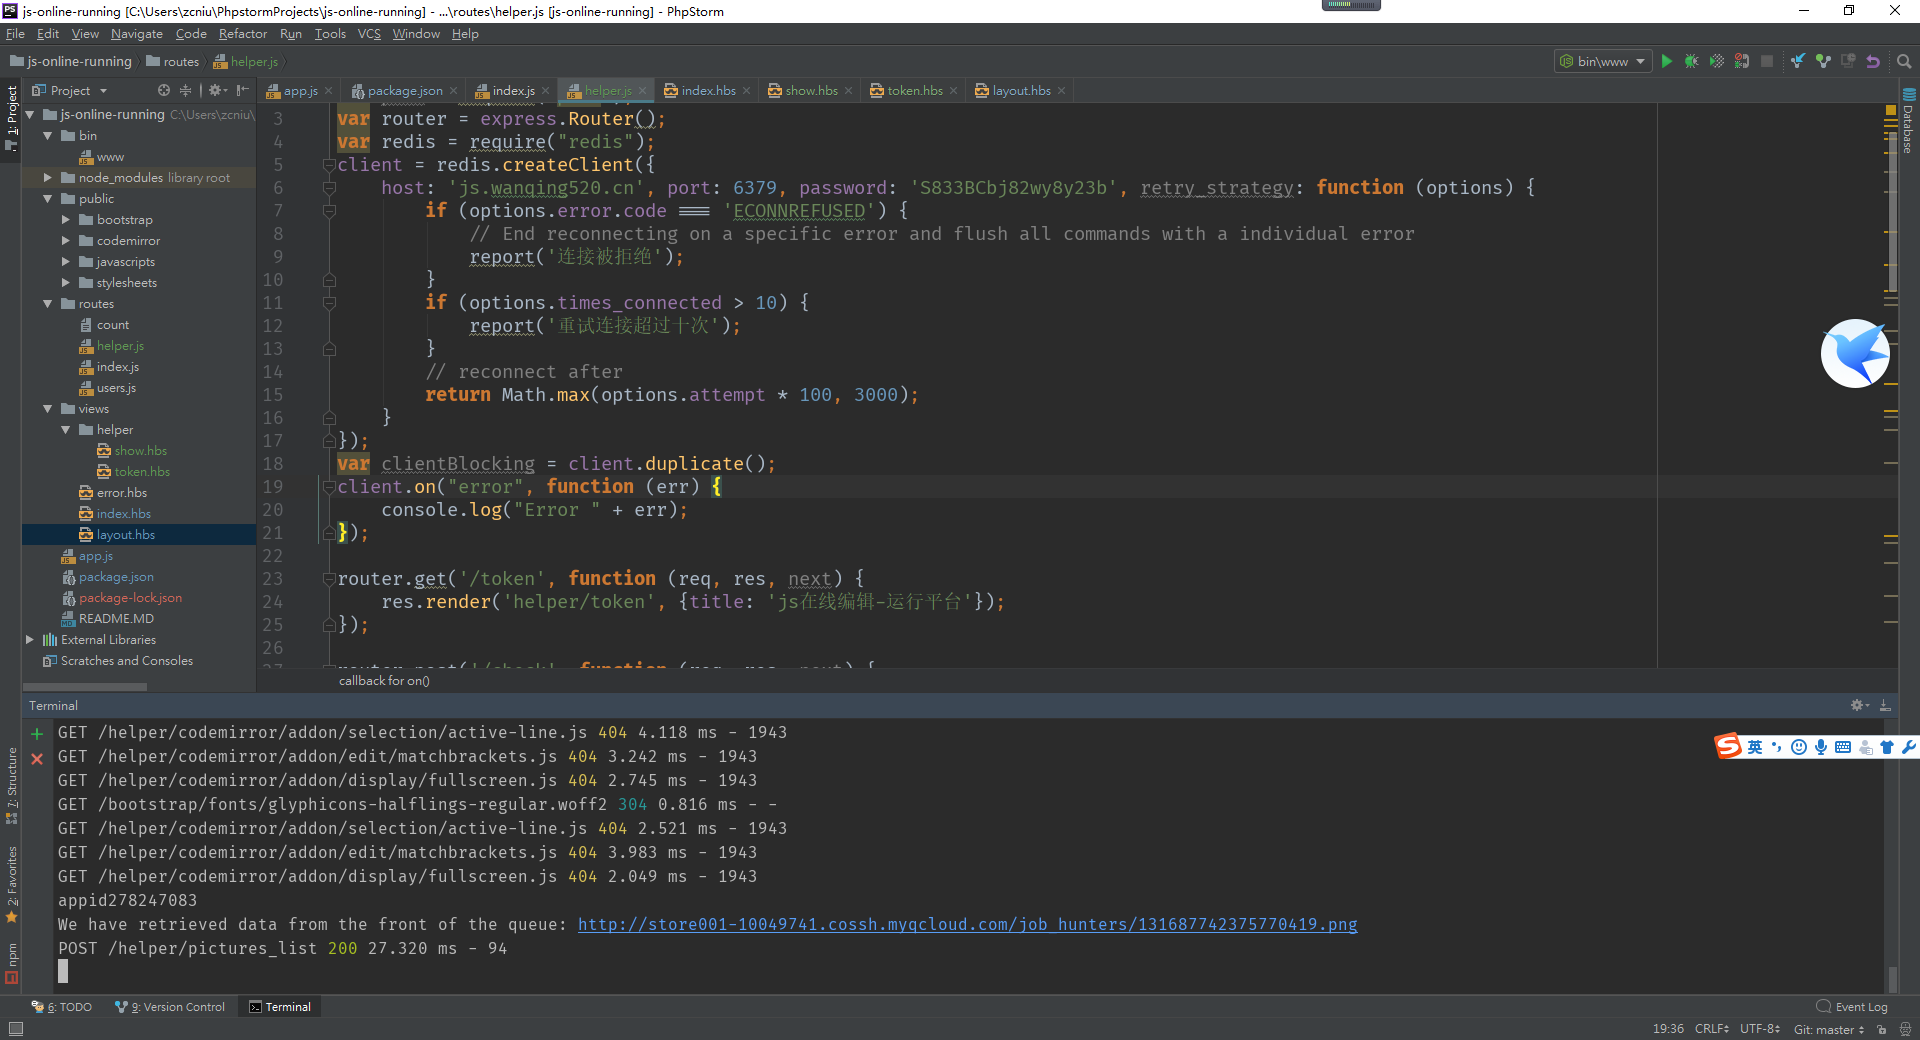 js-online-running [C:\Users\zcniu\PhpstormProjects\js-online-running] - ...\routes\helper.js [js-online-running] - PhpStorm
File Edit View Navigate Code Refactor Run Tools VCS Window Help
js-online-running routes helper.js
bin\www
Project
app.js package.json index.js helper.js index.hbs show.hbs token.hbs layout.hbs
1: Project
7: Structure
2: Favorites
npm
js-online-running C:\Users\zcniu\
bin
www
node_modules library root
public
bootstrap
codemirror
javascripts
stylesheets
routes
count
helper.js
index.js
users.js
views
helper
show.hbs
token.hbs
error.hbs
index.hbs
layout.hbs
app.js
package.json
package-lock.json
README.MD
External Libraries
Scratches and Consoles
3 var router = express.Router();
4 var redis = require("redis");
5 client = redis.createClient({
6 host: 'js.wanqing520.cn', port: 6379, password: 'S833BCbj82wy8y23b', retry_strategy: function (options) {
7 if (options.error.code === 'ECONNREFUSED') {
8 // End reconnecting on a specific error and flush all commands with a individual error
9 report('连接被拒绝');
10 }
11 if (options.times_connected > 10) {
12 report('重试连接超过十次');
13 }
14 // reconnect after
15 return Math.max(options.attempt * 100, 3000);
16 }
17 });
18 var clientBlocking = client.duplicate();
19 client.on("error", function (err) {
20 console.log("Error " + err);
21 });
22
23 router.get('/token', function (req, res, next) {
24 res.render('helper/token', {title: 'js在线编辑-运行平台'});
25 });
26
callback for on()
Database
Terminal
GET /helper/codemirror/addon/selection/active-line.js 404 4.118 ms - 1943
GET /helper/codemirror/addon/edit/matchbrackets.js 404 3.242 ms - 1943
GET /helper/codemirror/addon/display/fullscreen.js 404 2.745 ms - 1943
GET /bootstrap/fonts/glyphicons-halflings-regular.woff2 304 0.816 ms - -
GET /helper/codemirror/addon/selection/active-line.js 404 2.521 ms - 1943
GET /helper/codemirror/addon/edit/matchbrackets.js 404 3.983 ms - 1943
GET /helper/codemirror/addon/display/fullscreen.js 404 2.049 ms - 1943
appid278247083
We have retrieved data from the front of the queue: http://store001-10049741.cossh.myqcloud.com/job_hunters/131687742375770419.png
POST /helper/pictures_list 200 27.320 ms - 94
英
6: TODO 9: Version Control Terminal Event Log
19:36 CRLF UTF-8 Git: master